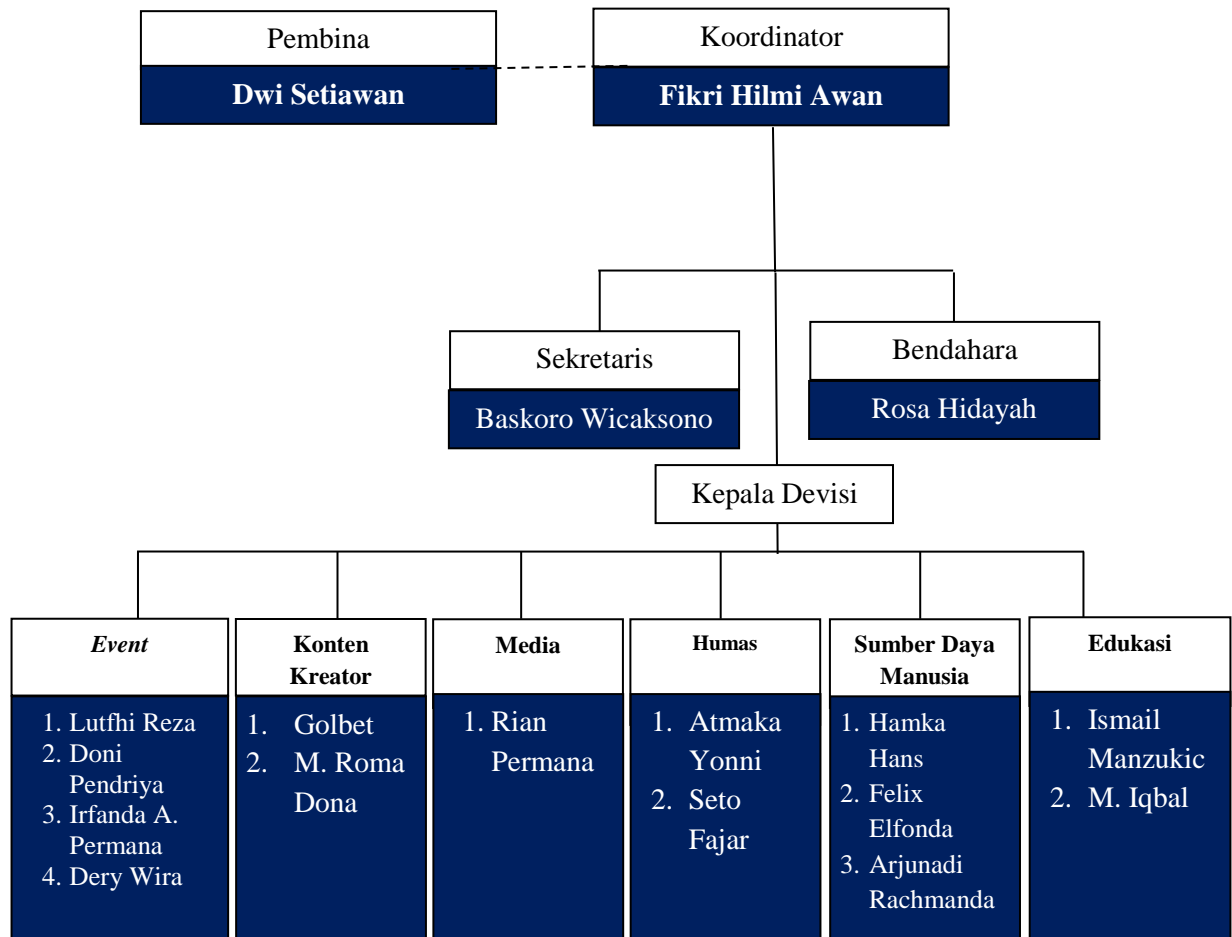 Pembina
Dwi Setiawan
Koordinator
Fikri Hilmi Awan
Sekretaris
Baskoro Wicaksono
Bendahara
Rosa Hidayah
Kepala Devisi
Event
1. Lutfhi Reza
2. Doni
Pendriya
3. Irfanda A.
Permana
4. Dery Wira
Konten
Kreator
1. Golbet
2. M. Roma
Dona
Media
1. Rian
Permana
Humas
1. Atmaka
Yonni
2. Seto
Fajar
Sumber Daya
Manusia
1. Hamka
Hans
2. Felix
Elfonda
3. Arjunadi
Rachmanda
Edukasi
1. Ismail
Manzukic
2. M. Iqbal